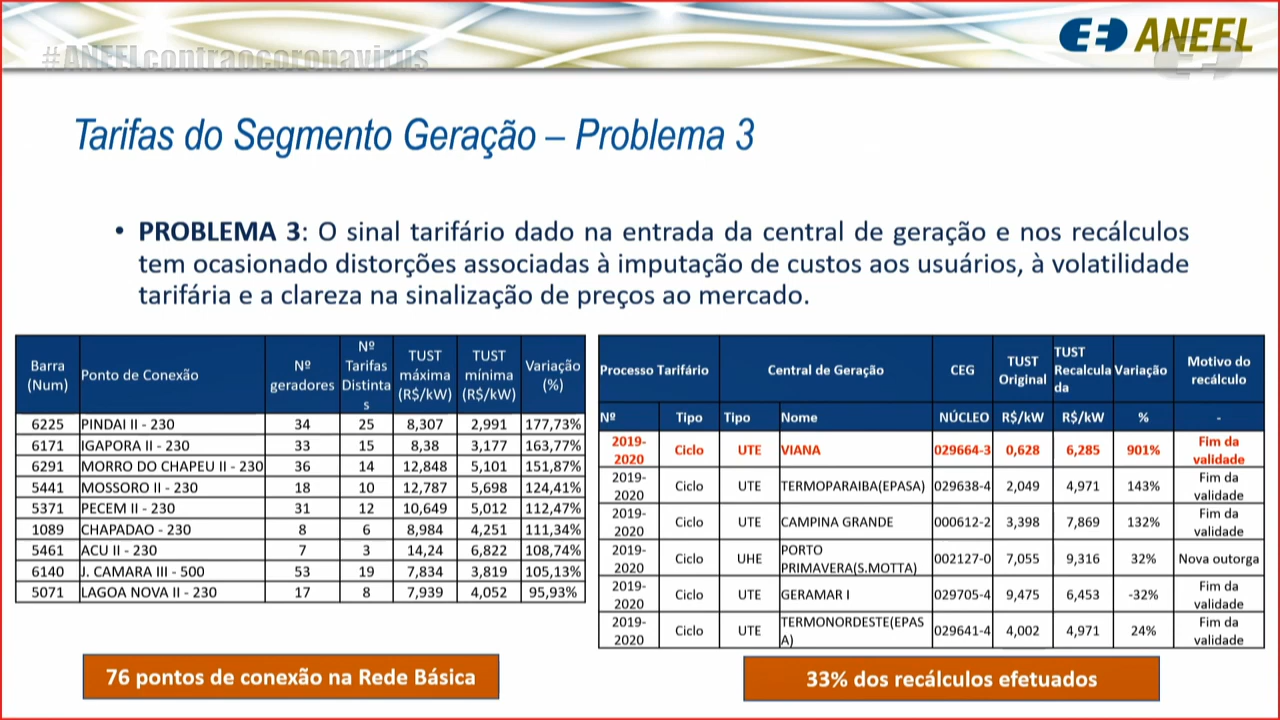 #ANEELcontraocoronavirus
ANEEL
Tarifas do Segmento Geração – Problema 3
• PROBLEMA 3: O sinal tarifário dado na entrada da central de geração e nos recálculos
tem ocasionado distorções associadas à imputação de custos aos usuários, à volatilidade
tarifária e a clareza na sinalização de preços ao mercado.
Barra (Num) Ponto de Conexão Nº geradores Nº Tarifas Distintas TUST máxima (R$/kW) TUST mínima (R$/kW) Variação (%)
6225 PINDAI II - 230 34 25 8,307 2,991 177,73%
6171 IGAPORA II - 230 33 15 8,38 3,177 163,77%
6291 MORRO DO CHAPEU II - 230 36 14 12,848 5,101 151,87%
5441 MOSSORO II - 230 18 10 12,787 5,698 124,41%
5371 PECEM II - 230 31 12 10,649 5,012 112,47%
1089 CHAPADAO - 230 8 6 8,984 4,251 111,34%
5461 ACU II - 230 7 3 14,24 6,822 108,74%
6140 J. CAMARA III - 500 53 19 7,834 3,819 105,13%
5071 LAGOA NOVA II - 230 17 8 7,939 4,052 95,93%
76 pontos de conexão na Rede Básica
Processo Tarifário Central de Geração CEG TUST Original TUST Recalculada Variação Motivo do recálculo
Nº Tipo Tipo Nome NÚCLEO R$/kW R$/kW % -
2019-2020 Ciclo UTE VIANA 029664-3 0,628 6,285 901% Fim da validade
2019-2020 Ciclo UTE TERMOPARAIBA(EPASA) 029638-4 2,049 4,971 143% Fim da validade
2019-2020 Ciclo UTE CAMPINA GRANDE 000612-2 3,398 7,869 132% Fim da validade
2019-2020 Ciclo UHE PORTO PRIMAVERA(S.MOTTA) 002127-0 7,055 9,316 32% Nova outorga
2019-2020 Ciclo UTE GERAMAR I 029705-4 9,475 6,453 -32% Fim da validade
2019-2020 Ciclo UTE TERMONORDESTE(EPASA) 029641-4 4,002 4,971 24% Fim da validade
33% dos recálculos efetuados